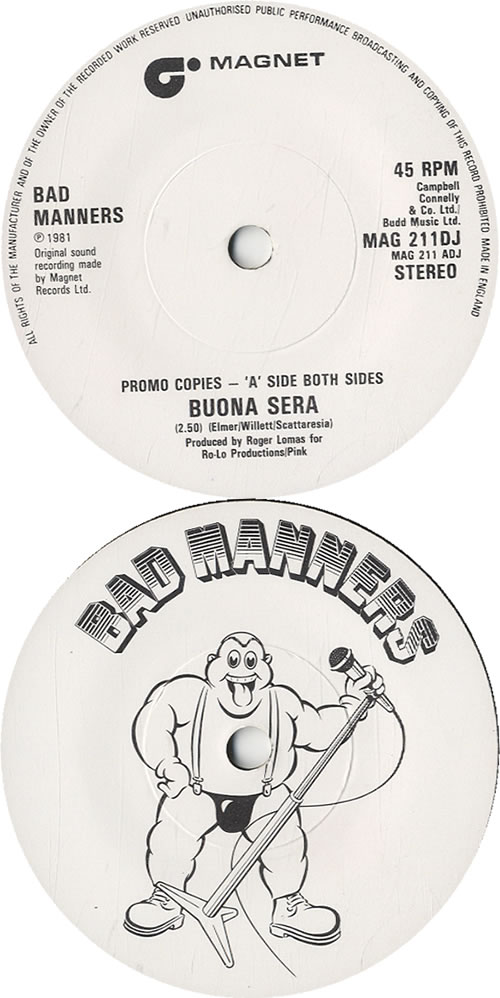 ALL RIGHTS OF THE MANUFACTURER AND OF THE OWNER OF THE RECORDED WORK RESERVED UNAUTHORISED PUBLIC PERFORMANCE BROADCASTING AND COPYING OF THIS RECORD PROHIBITED MADE IN ENGLAND
MAGNET
BAD
MANNERS
℗ 1981
Original sound
recording made
by Magnet
Records Ltd.
45 RPM
Campbell
Connelly
& Co. Ltd./
Budd Music Ltd.
MAG 211DJ
MAG 211 ADJ
STEREO
PROMO COPIES – 'A' SIDE BOTH SIDES
BUONA SERA
(2.50) (Elmer/Willett/Scattaresia)
Produced by Roger Lomas for
Ro-Lo Productions/Pink
BAD MANNERS